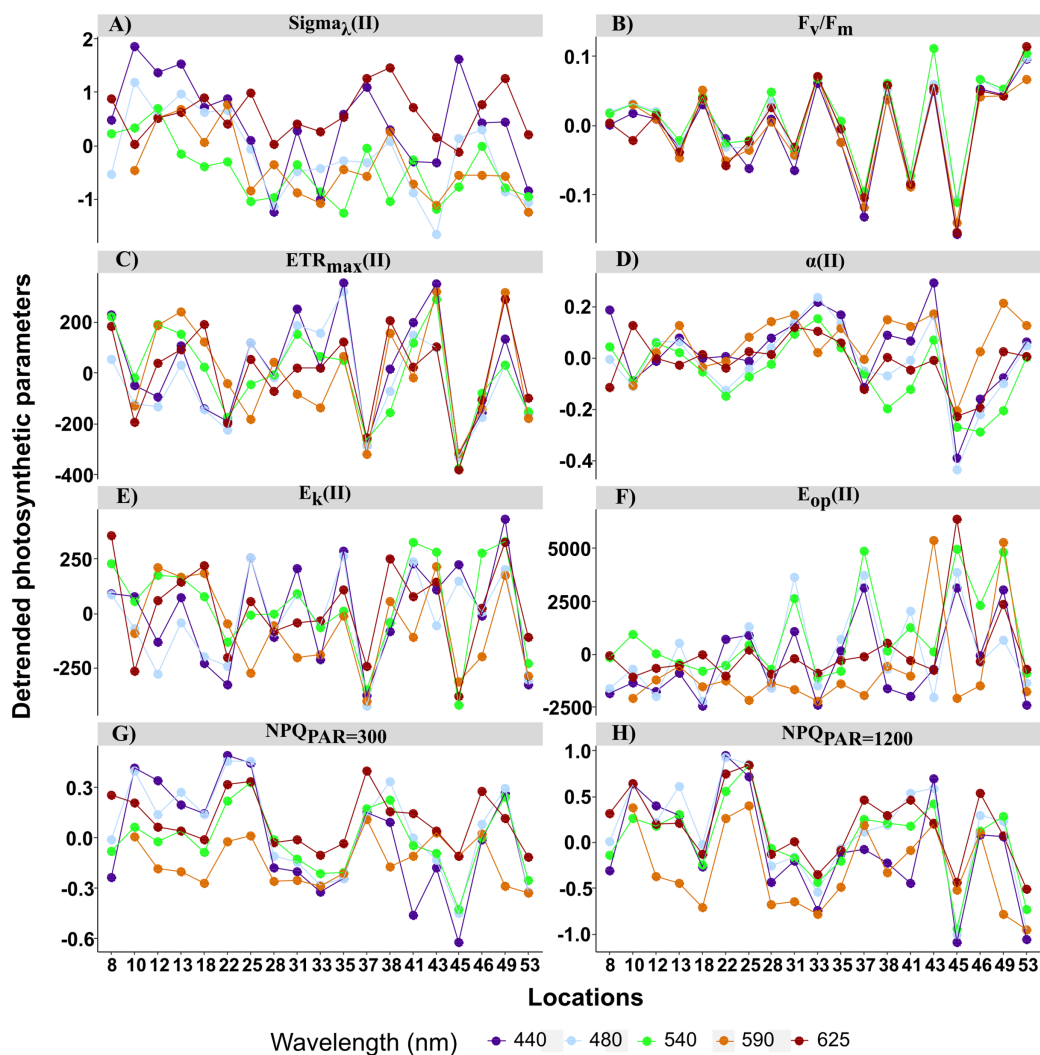 A) Sigmaλ(II)
B) Fv/Fm
2
1
0
-1
0.1
0.0
-0.1
C) ETRmax(II)
D) α(II)
200
0
-200
-400
0.2
0.0
-0.2
-0.4
E) Ek(II)
F) Eop(II)
250
0
-250
5000
2500
0
-2500
G) NPQPAR=300
H) NPQPAR=1200
0.3
0.0
-0.3
-0.6
1.0
0.5
0.0
-0.5
-1.0
8 10 12 13 18 22 25 28 31 33 35 37 38 41 43 45 46 49 53
8 10 12 13 18 22 25 28 31 33 35 37 38 41 43 45 46 49 53
Detrended photosynthetic parameters
Locations
Wavelength (nm) 440 480 540 590 625